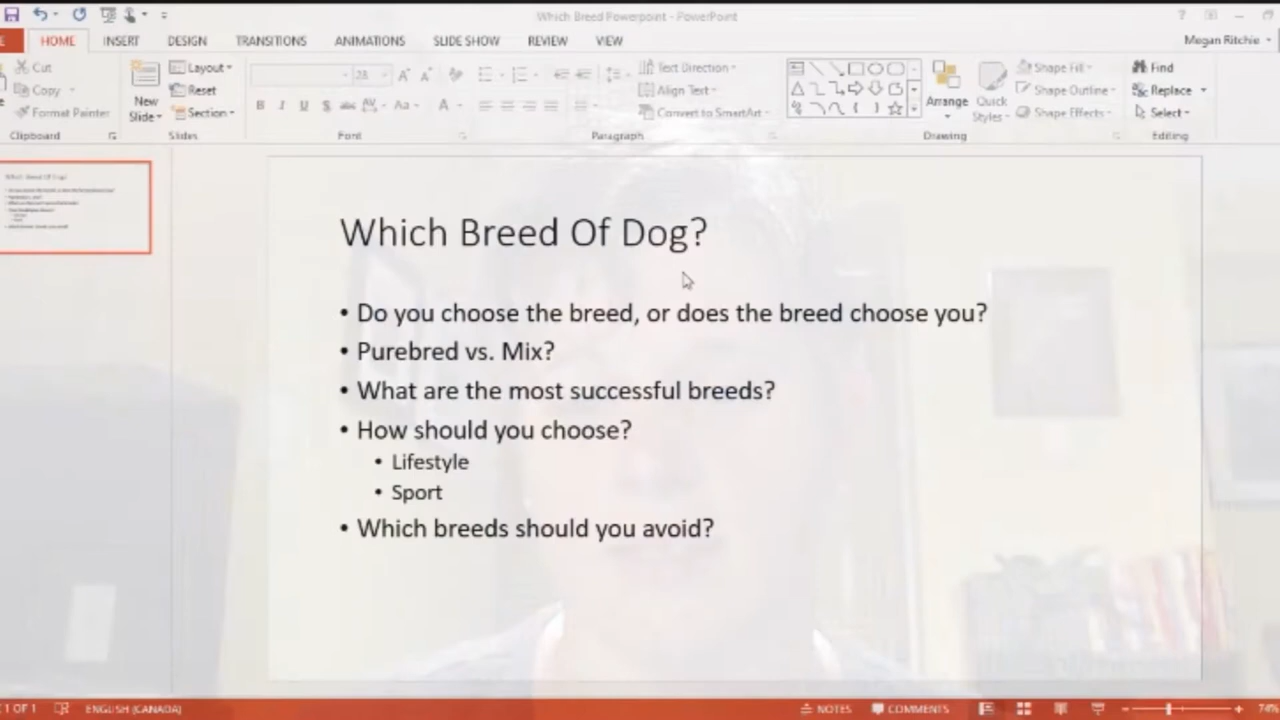 Which Breed Powerpoint - PowerPoint
HOME INSERT DESIGN TRANSITIONS ANIMATIONS SLIDE SHOW REVIEW VIEW
Megan Ritchie
Cut
Copy
Format Painter
Clipboard
New Slide
Layout
Reset
Section
Slides
28
Font
Text Direction
Align Text
Convert to SmartArt
Paragraph
Arrange
Quick Styles
Shape Fill
Shape Outline
Shape Effects
Drawing
Find
Replace
Select
Editing
Which Breed Of Dog?
• Do you choose the breed, or does the breed choose you?
• Purebred vs. Mix?
• What are the most successful breeds?
• How should you choose?
• Lifestyle
• Sport
• Which breeds should you avoid?
1 OF 1 ENGLISH (CANADA) NOTES COMMENTS 74%